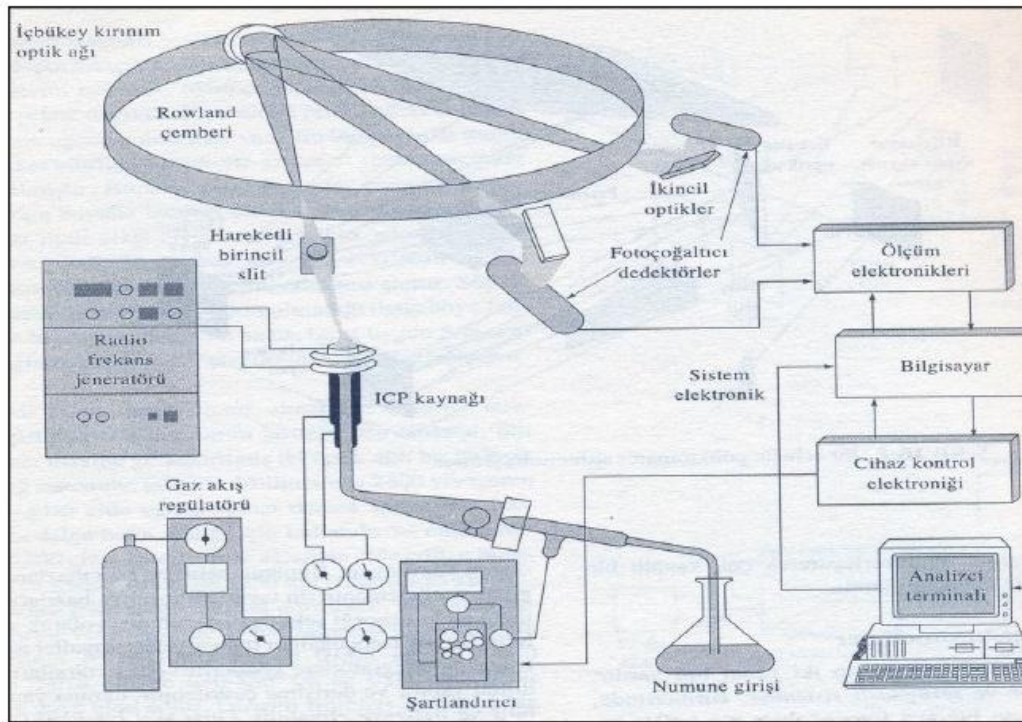 İçbükey kırınım
optik ağı
Rowland
çemberi
İkincil
optikler
Hareketli
birincil
slit
Fotoçoğaltıcı
dedektörler
Ölçüm
elektronikleri
Radio
frekans
jeneratörü
ICP kaynağı
Sistem
elektronik
Bilgisayar
Cihaz kontrol
elektroniği
Gaz akış
regülatörü
Analizci
terminali
Numune girişi
Şartlandırıcı